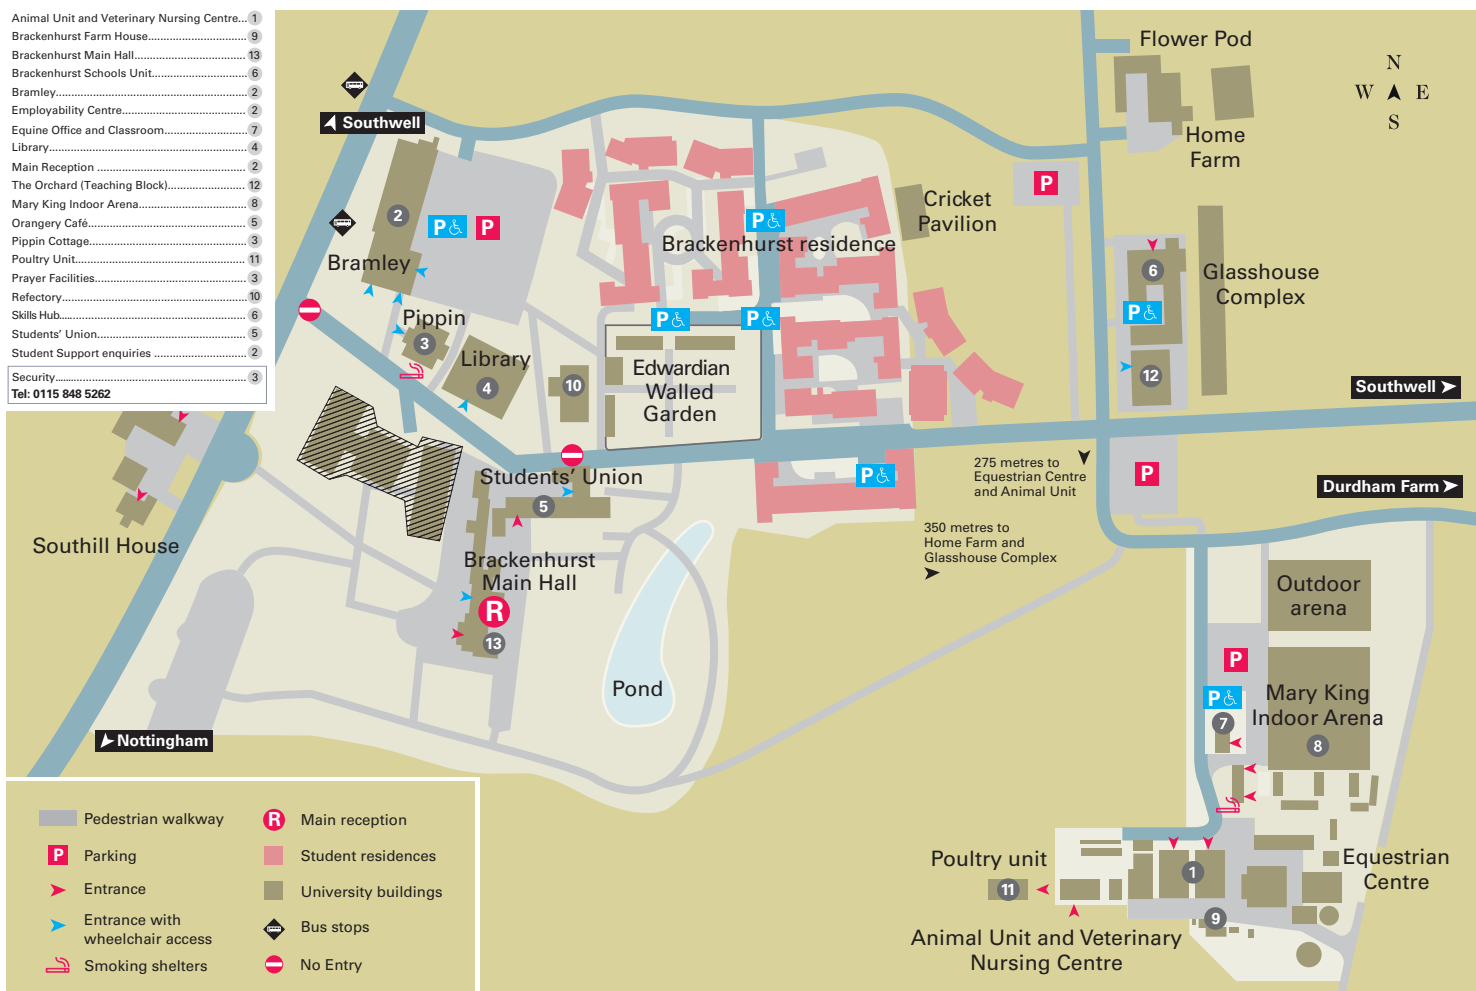 Animal Unit and Veterinary Nursing Centre...1
Brackenhurst Farm House.................................9
Brackenhurst Main Hall.....................................13
Brackenhurst Schools Unit...............................6
Bramley................................................................2
Employability Centre.........................................2
Equine Office and Classroom...........................7
Library..................................................................4
Main Reception .................................................2
The Orchard (Teaching Block)..........................12
Mary King Indoor Arena....................................8
Orangery Café.....................................................5
Pippin Cottage....................................................3
Poultry Unit.........................................................11
Prayer Facilities..................................................3
Refectory.............................................................10
Skills Hub.............................................................6
Students' Union..................................................5
Student Support enquiries ...............................2
Security................................................................3
Tel: 0115 848 5262
Flower Pod
N
W E
S
Southwell
Home
Farm
P
2
P
P
P
Cricket
Pavilion
Brackenhurst residence
Bramley
6
Glasshouse
Complex
P
Pippin
P
P
3
Library
4
10
Edwardian
Walled
Garden
12
Southwell
275 metres to
Equestrian Centre
and Animal Unit
P
P
Durdham Farm
Students' Union
5
350 metres to
Home Farm and
Glasshouse Complex
Southill House
Brackenhurst
Main Hall
R
13
Outdoor
arena
P
Pond
P
Mary King
Indoor Arena
7
8
Nottingham
Pedestrian walkway
P
Parking
Entrance
Entrance with
wheelchair access
Smoking shelters
R
Main reception
Student residences
University buildings
Bus stops
No Entry
Poultry unit
11
1
9
Equestrian
Centre
Animal Unit and Veterinary
Nursing Centre